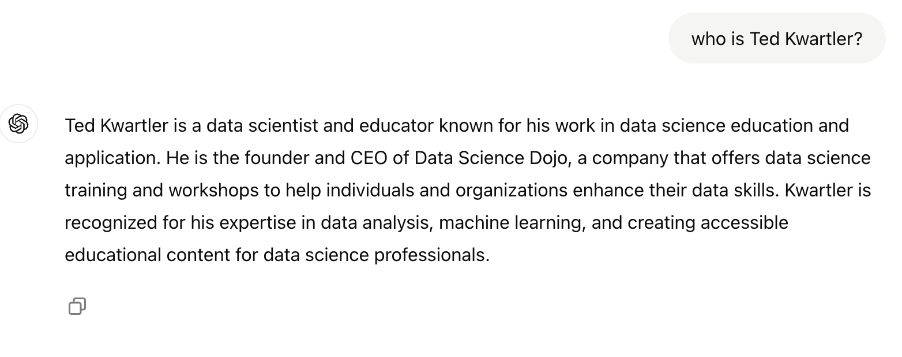 who is Ted Kwartler?
Ted Kwartler is a data scientist and educator known for his work in data science education and
application. He is the founder and CEO of Data Science Dojo, a company that offers data science
training and workshops to help individuals and organizations enhance their data skills. Kwartler is
recognized for his expertise in data analysis, machine learning, and creating accessible
educational content for data science professionals.